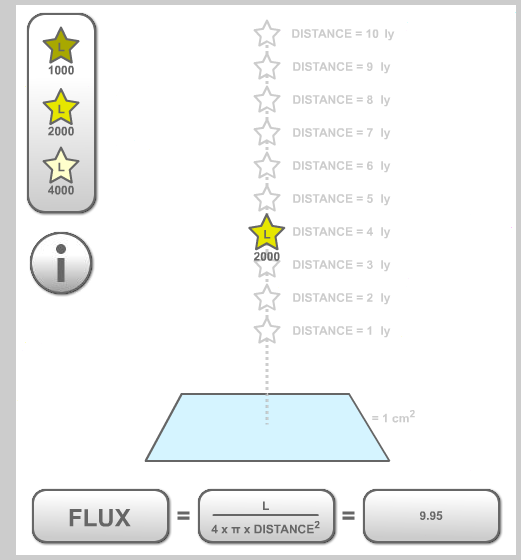 L
1000
L
2000
L
4000
i
DISTANCE = 10 ly
DISTANCE = 9 ly
DISTANCE = 8 ly
DISTANCE = 7 ly
DISTANCE = 6 ly
DISTANCE = 5 ly
L
2000
DISTANCE = 4 ly
DISTANCE = 3 ly
DISTANCE = 2 ly
DISTANCE = 1 ly
= 1 cm²
FLUX = L / 4 x π x DISTANCE² = 9.95